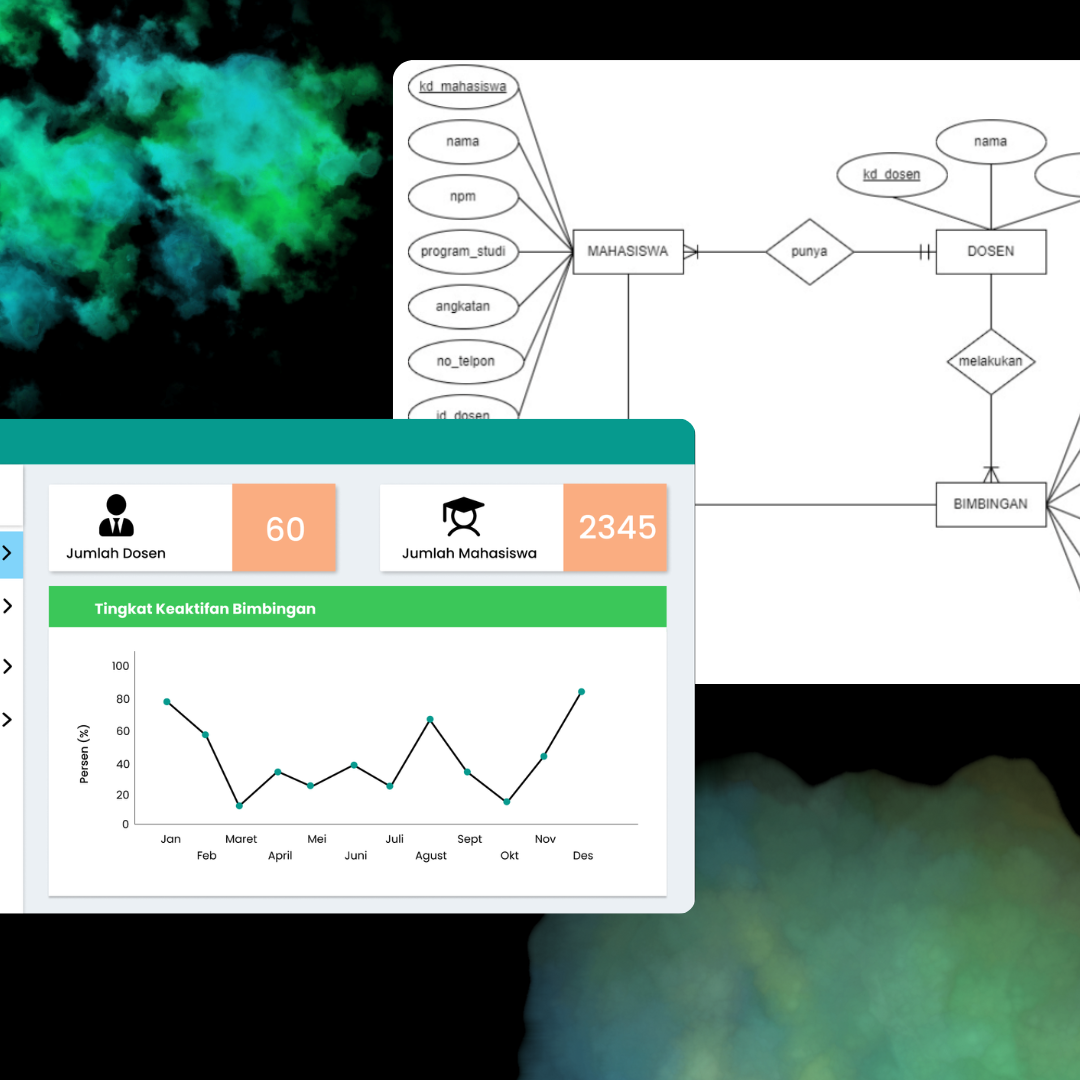 kd_mahasiswa
nama
npm
program_studi
angkatan
no_telpon
id_dosen
MAHASISWA
punya
kd_dosen
nama
DOSEN
melakukan
BIMBINGAN
Jumlah Dosen
60
Jumlah Mahasiswa
2345
Tingkat Keaktifan Bimbingan
Persen (%)
100
80
60
40
20
0
Jan
Feb
Maret
April
Mei
Juni
Juli
Agust
Sept
Okt
Nov
Des